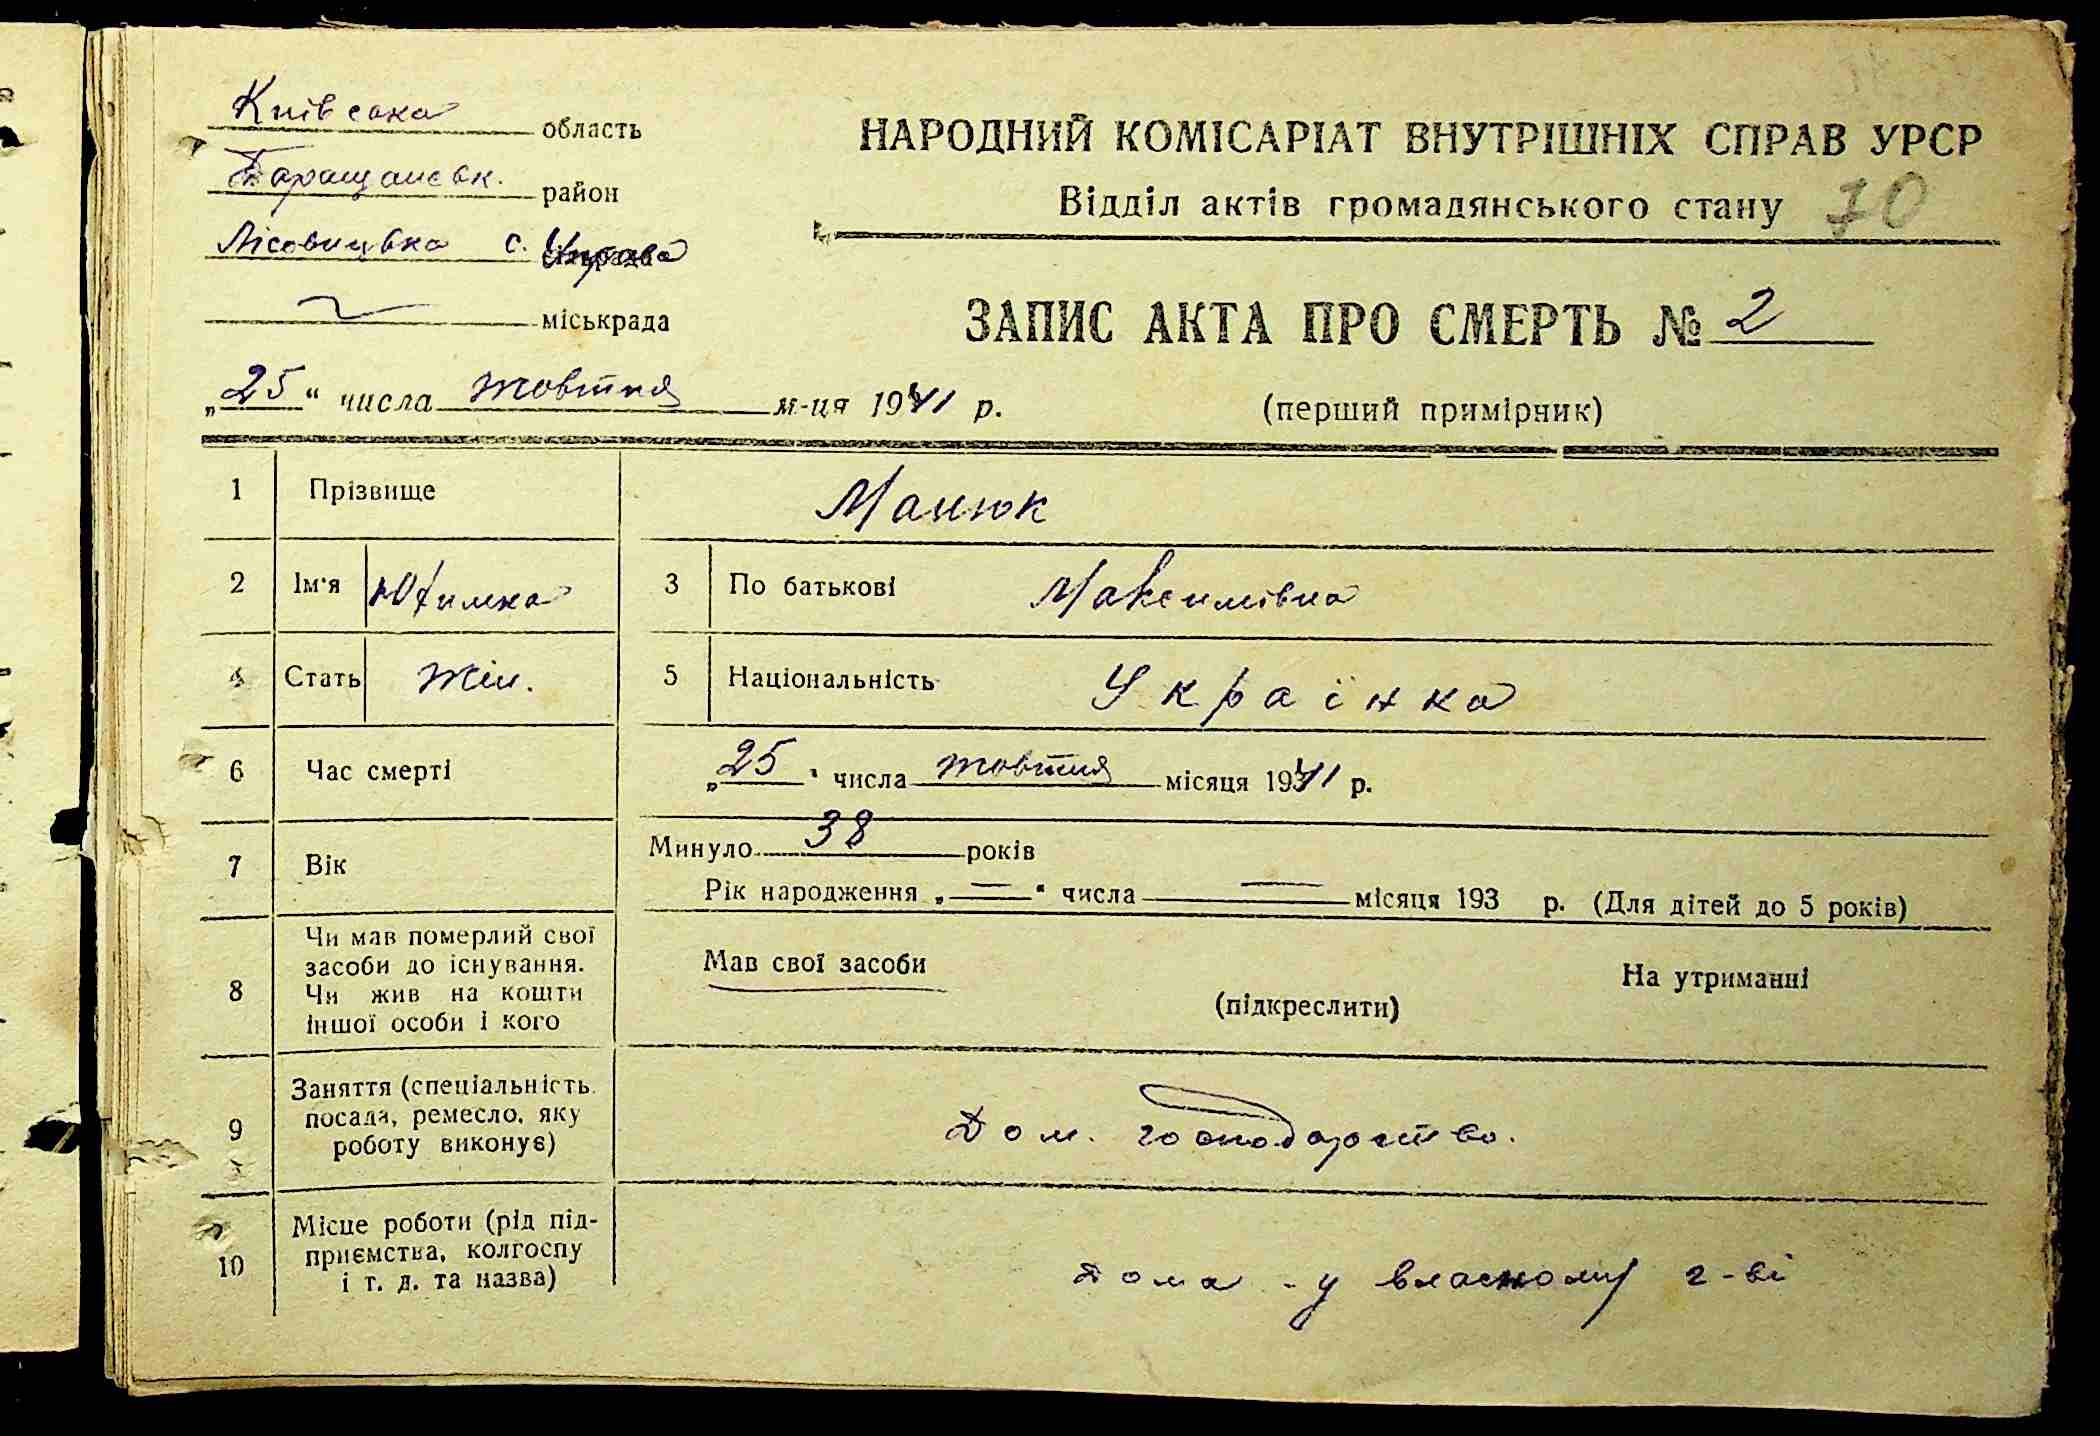 Київська область
НАРОДНИЙ КОМІСАРІАТ ВНУТРІШНІХ СПРАВ УРСР
Таращанськ. район
Відділ актів громадянського стану 70
Лісовицька с. Управа
міськрада
ЗАПИС АКТА ПРО СМЕРТЬ № 2
„25“ числа жовтня м-ця 1941 р.
(перший примірник)
1 Прізвище Манюк
2 Ім'я Юхимка 3 По батькові Максимівна
4 Стать жін. 5 Національність Українка
6 Час смерті „25“ числа жовтня місяця 1941 р.
7 Вік Минуло 38 років
Рік народження „—“ числа — місяця 193 р. (Для дітей до 5 років)
8 Чи мав померлий свої засоби до існування. Чи жив на кошти іншої особи і кого
Мав свої засоби (підкреслити) На утриманні
9 Заняття (спеціальність, посада, ремесло, яку роботу виконує)
Дом. господарство.
10 Місце роботи (рід підприємства, колгоспу і т. д. та назва)
дома - у власному г-ві